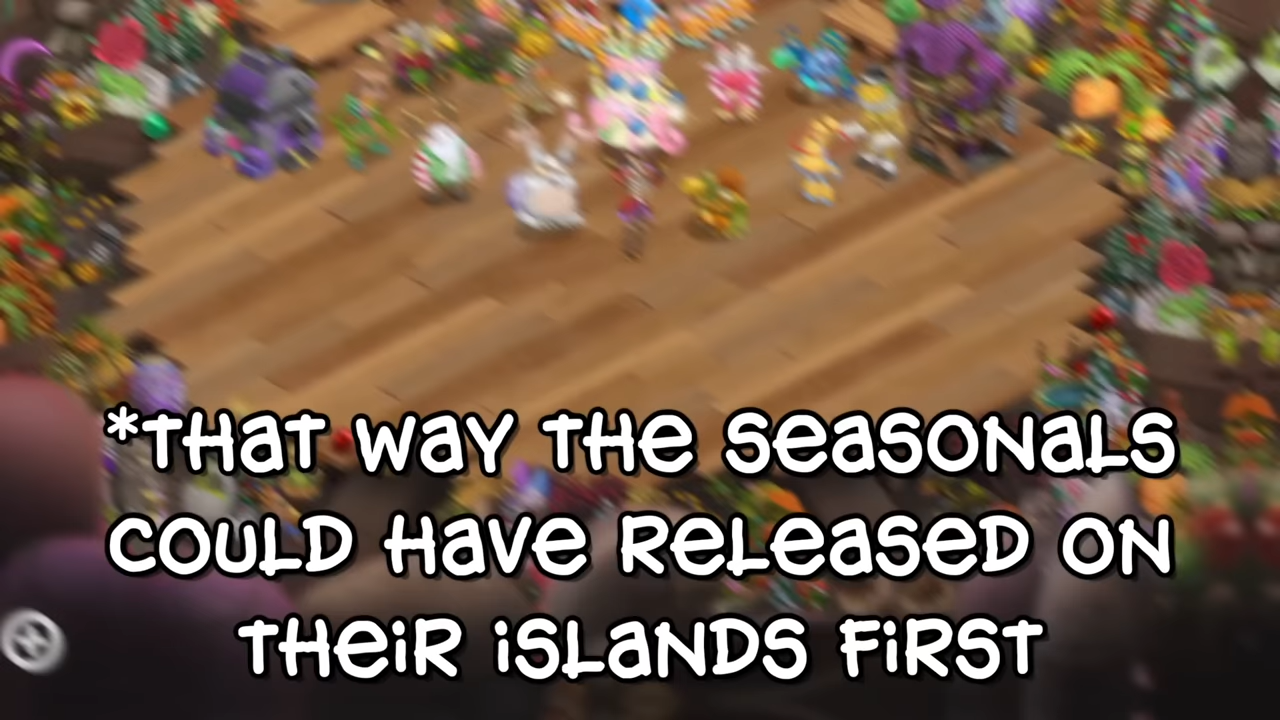 *THAT WAY THE SEASONALS
COULD HAVE RELEASED ON
THEIR ISLANDS FIRST